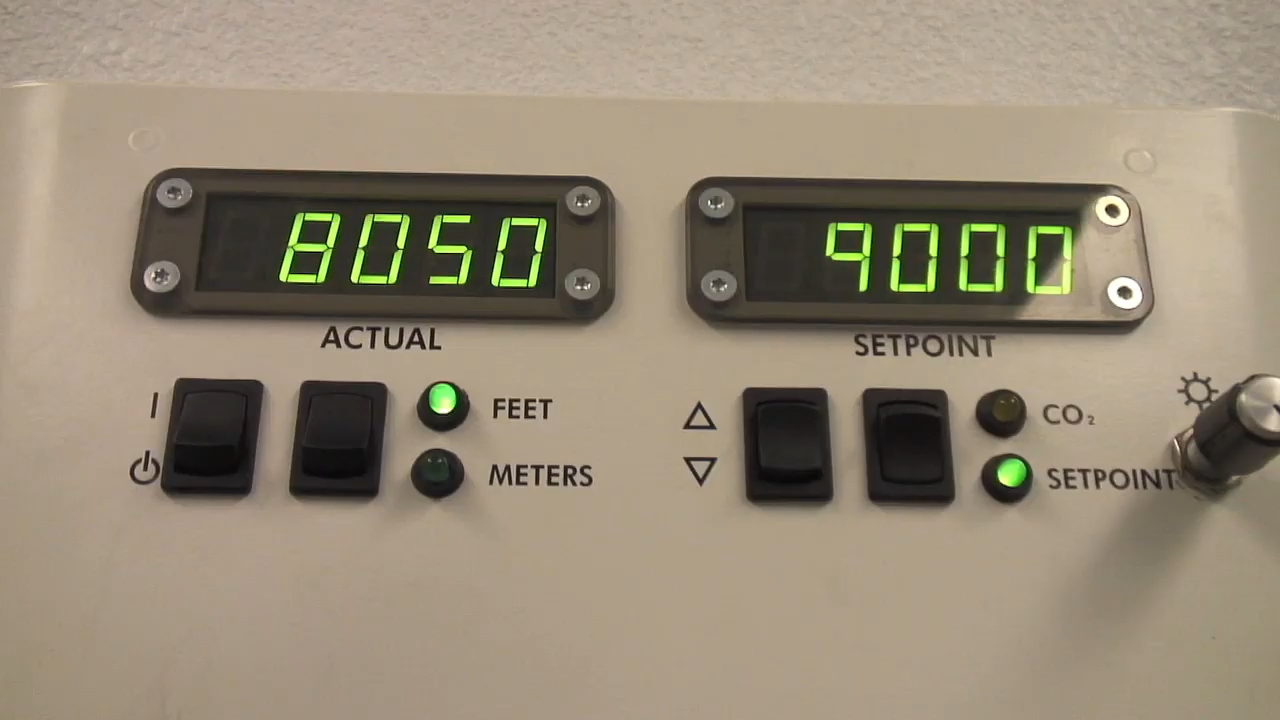 8050
ACTUAL
FEET
METERS
9000
SETPOINT
CO₂
SETPOINT